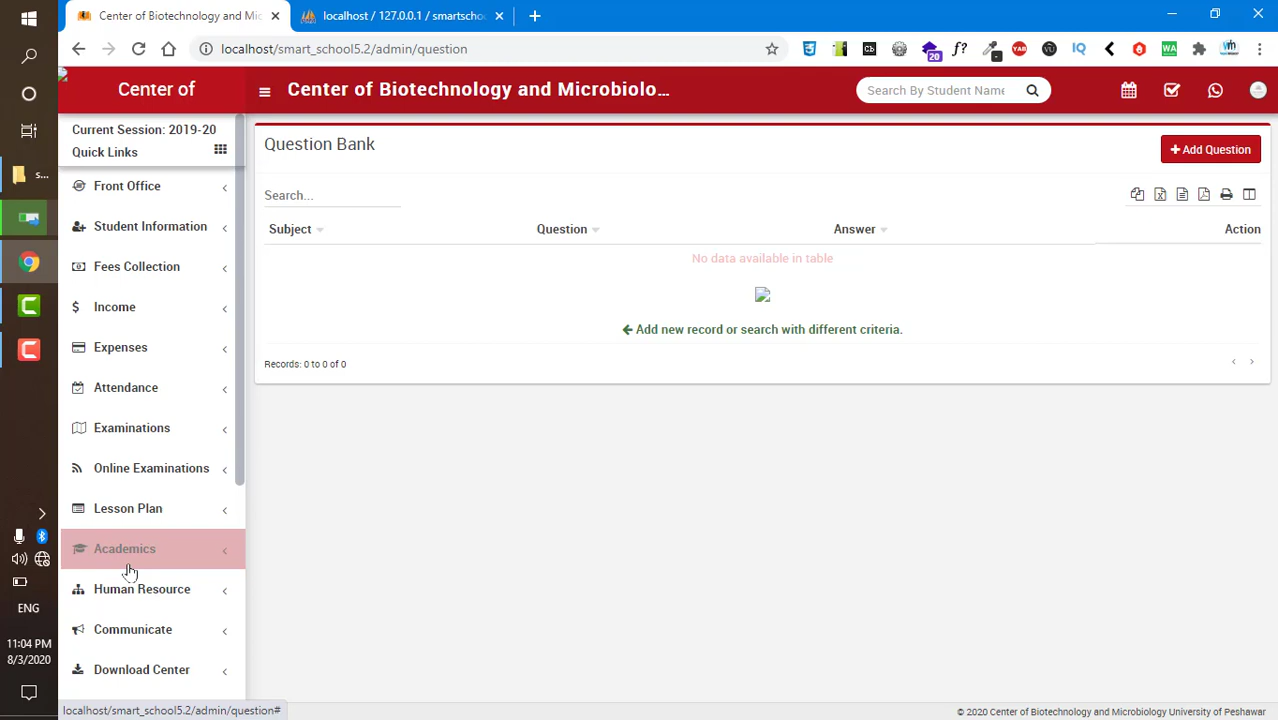 Center of Biotechnology and Mic
localhost / 127.0.0.1 / smartscho
localhost/smart_school5.2/admin/question
Center of
Center of Biotechnology and Microbiolo...
Search By Student Name
Current Session: 2019-20
Quick Links
Front Office
Student Information
Fees Collection
Income
Expenses
Attendance
Examinations
Online Examinations
Lesson Plan
Academics
Human Resource
Communicate
Download Center
Question Bank
Add Question
Search...
Subject
Question
Answer
Action
No data available in table
Add new record or search with different criteria.
Records: 0 to 0 of 0
s...
ENG
11:04 PM
8/3/2020
localhost/smart_school5.2/admin/question#
© 2020 Center of Biotechnology and Microbiology University of Peshawar